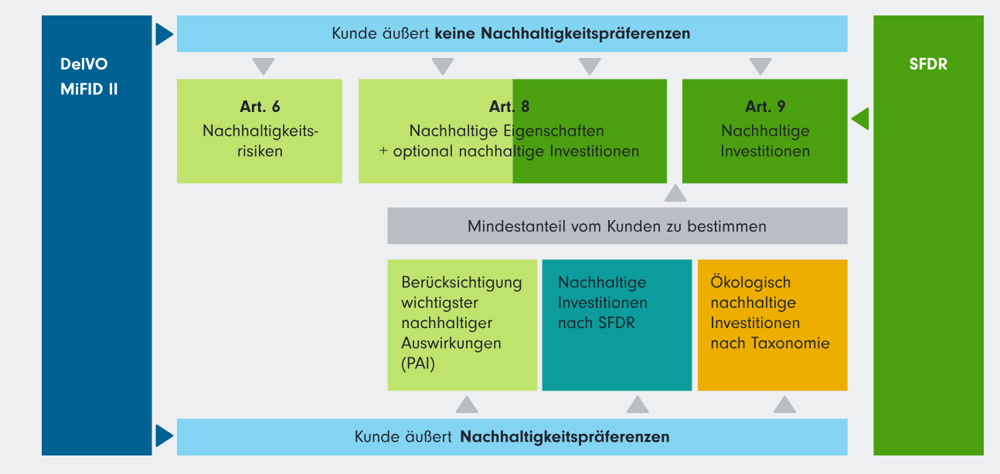 DelVO
MiFID II
Kunde äußert keine Nachhaltigkeitspräferenzen
SFDR
Art. 6
Nachhaltigkeits-
risiken
Art. 8
Nachhaltige Eigenschaften
+ optional nachhaltige Investitionen
Art. 9
Nachhaltige
Investitionen
Mindestanteil vom Kunden zu bestimmen
Berücksichtigung
wichtigster
nachhaltiger
Auswirkungen
(PAI)
Nachhaltige
Investitionen
nach SFDR
Ökologisch
nachhaltige
Investitionen
nach Taxonomie
Kunde äußert Nachhaltigkeitspräferenzen